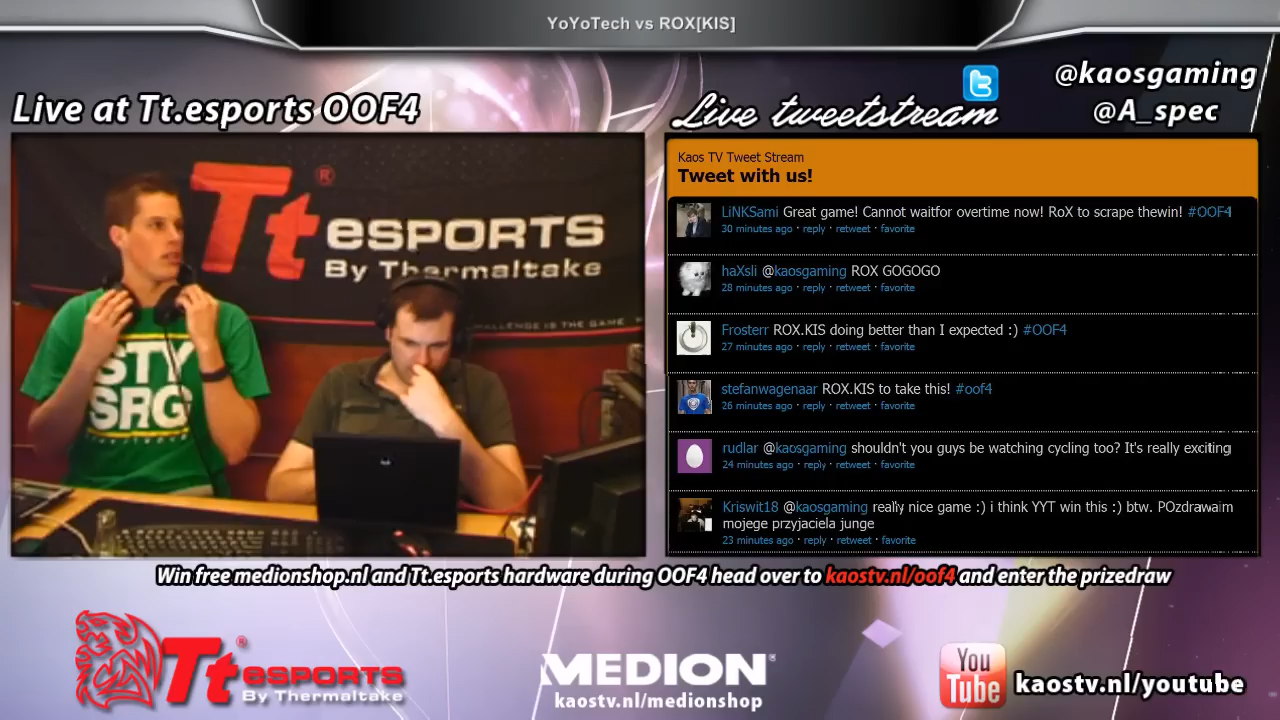 YoYoTech vs ROX[KIS]
Live at Tt.esports OOF4
Live tweetstream
@kaosgaming
@A_spec
Tt® eSPORTS
By Thermaltake
CHALLENGE IS THE GAME
STY
SRG
Kaos TV Tweet Stream
Tweet with us!
LiNKSami Great game! Cannot waitfor overtime now! RoX to scrape thewin! #OOF4
30 minutes ago · reply · retweet · favorite
haXsli @kaosgaming ROX GOGOGO
28 minutes ago · reply · retweet · favorite
Frosterr ROX.KIS doing better than I expected :) #OOF4
27 minutes ago · reply · retweet · favorite
stefanwagenaar ROX.KIS to take this! #oof4
26 minutes ago · reply · retweet · favorite
rudlar @kaosgaming shouldn't you guys be watching cycling too? It's really exciting
24 minutes ago · reply · retweet · favorite
Kriswit18 @kaosgaming really nice game :) i think YYT win this :) btw. POzdrawaim
mojege przyjaciela junge
23 minutes ago · reply · retweet · favorite
Win free medionshop.nl and Tt.esports hardware during OOF4 head over to kaostv.nl/oof4 and enter the prizedraw
Tt® eSPORTS
By Thermaltake
MEDION®
kaostv.nl/medionshop
You
Tube
kaostv.nl/youtube